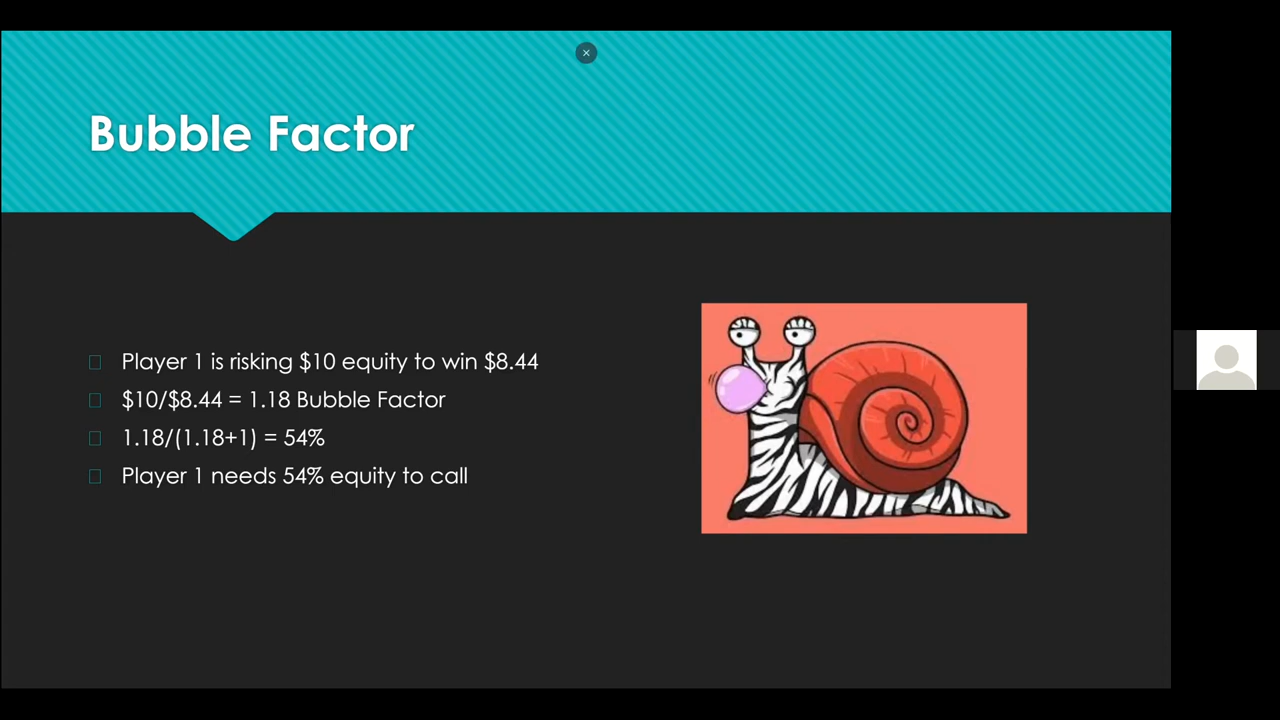 Bubble Factor
Player 1 is risking $10 equity to win $8.44
$10/$8.44 = 1.18 Bubble Factor
1.18/(1.18+1) = 54%
Player 1 needs 54% equity to call